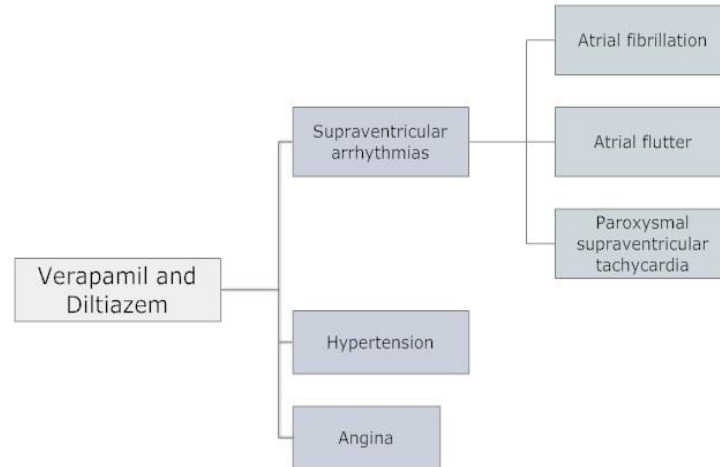 Verapamil and
Diltiazem
Supraventricular
arrhythmias
Atrial fibrillation
Atrial flutter
Paroxysmal
supraventricular
tachycardia
Hypertension
Angina